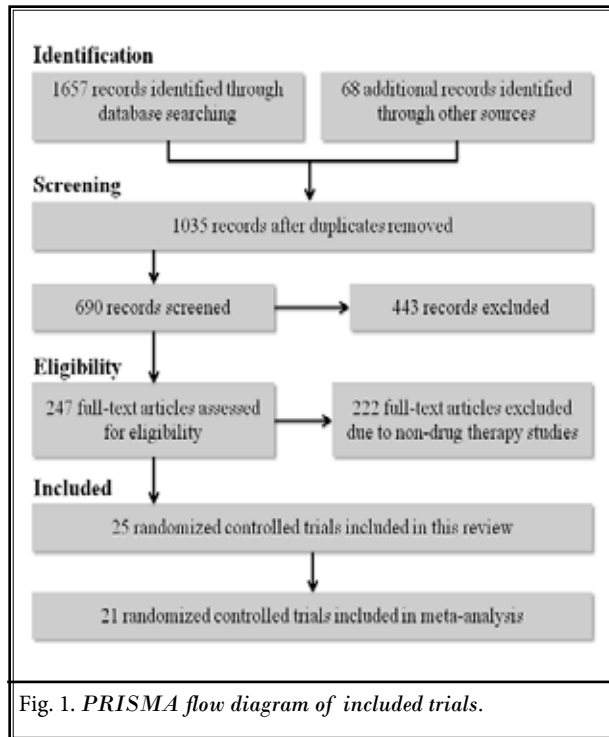 Identification
1657 records identified through
database searching
68 additional records identified
through other sources
Screening
1035 records after duplicates removed
690 records screened
443 records excluded
Eligibility
247 full-text articles assessed
for eligibility
222 full-text articles excluded
due to non-drug therapy studies
Included
25 randomized controlled trials included in this review
21 randomized controlled trials included in meta-analysis
Fig. 1. PRISMA flow diagram of included trials.